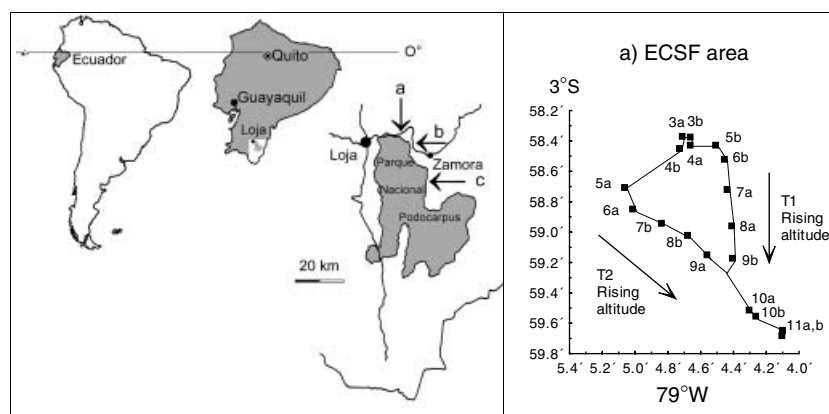 Ecuador
Quito
O°
Guayaquil
Loja
a
b
Loja
Zamora
Parque
Nacional
c
Podocarpus
20 km
a) ECSF area
3°S
58.2´
58.4´
58.6´
58.8´
59.0´
59.2´
59.4´
59.6´
59.8´
3a
3b
4b
4a
5b
6b
5a
7a
6a
7b
8a
8b
9a
9b
10a
10b
11a,b
T1
Rising
altitude
T2
Rising
altitude
5.4´ 5.2´ 5.0´ 4.8´ 4.6´ 4.4´ 4.2´ 4.0´
79°W